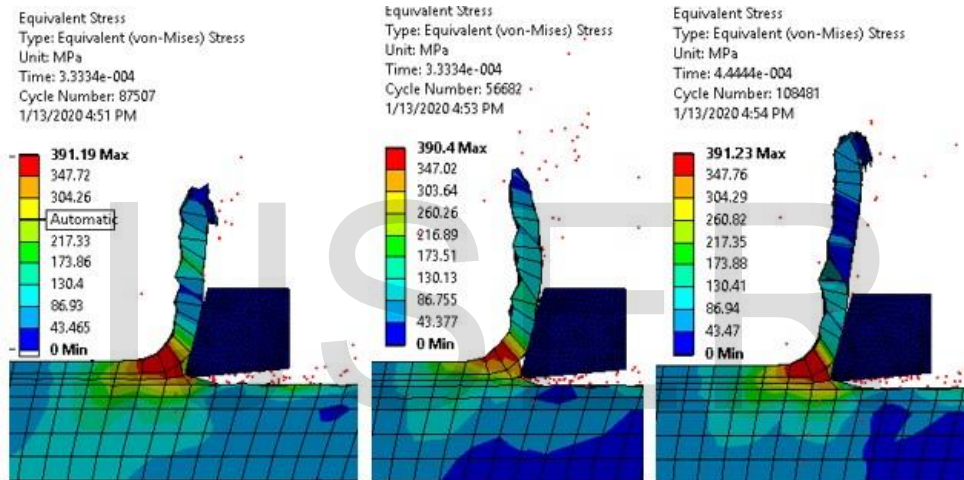 Equivalent Stress
Type: Equivalent (von-Mises) Stress
Unit: MPa
Time: 3.3334e-004
Cycle Number: 87507
1/13/2020 4:51 PM
391.19 Max
347.72
304.26
Automatic
217.33
173.86
130.4
86.93
43.465
0 Min
Equivalent Stress
Type: Equivalent (von-Mises) Stress
Unit: MPa
Time: 3.3334e-004
Cycle Number: 56682
1/13/2020 4:53 PM
390.4 Max
347.02
303.64
260.26
216.89
173.51
130.13
86.755
43.377
0 Min
Equivalent Stress
Type: Equivalent (von-Mises) Stress
Unit: MPa
Time: 4.4444e-004
Cycle Number: 108481
1/13/2020 4:54 PM
391.23 Max
347.76
304.29
260.82
217.35
173.88
130.41
86.94
43.47
0 Min
IJSER